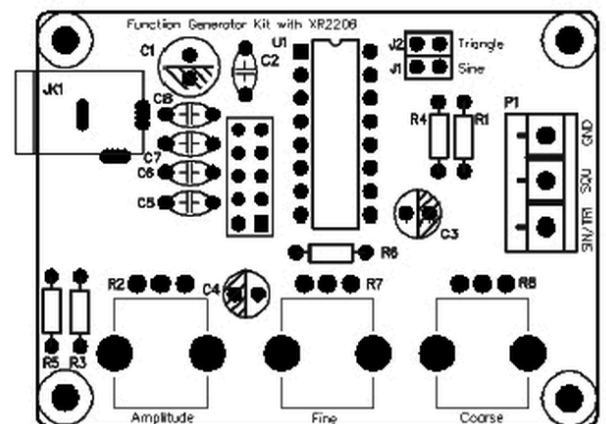 Function Generator Kit with XR2206
C1
U1
C2
J2
Triangle
J1
Sine
JK1
C8
P1
R4
R1
GND
C7
C6
SQU
C5
C3
SIN/TRI
R6
R2
C4
R7
R8
R5
R3
Amplitude
Fine
Coarse